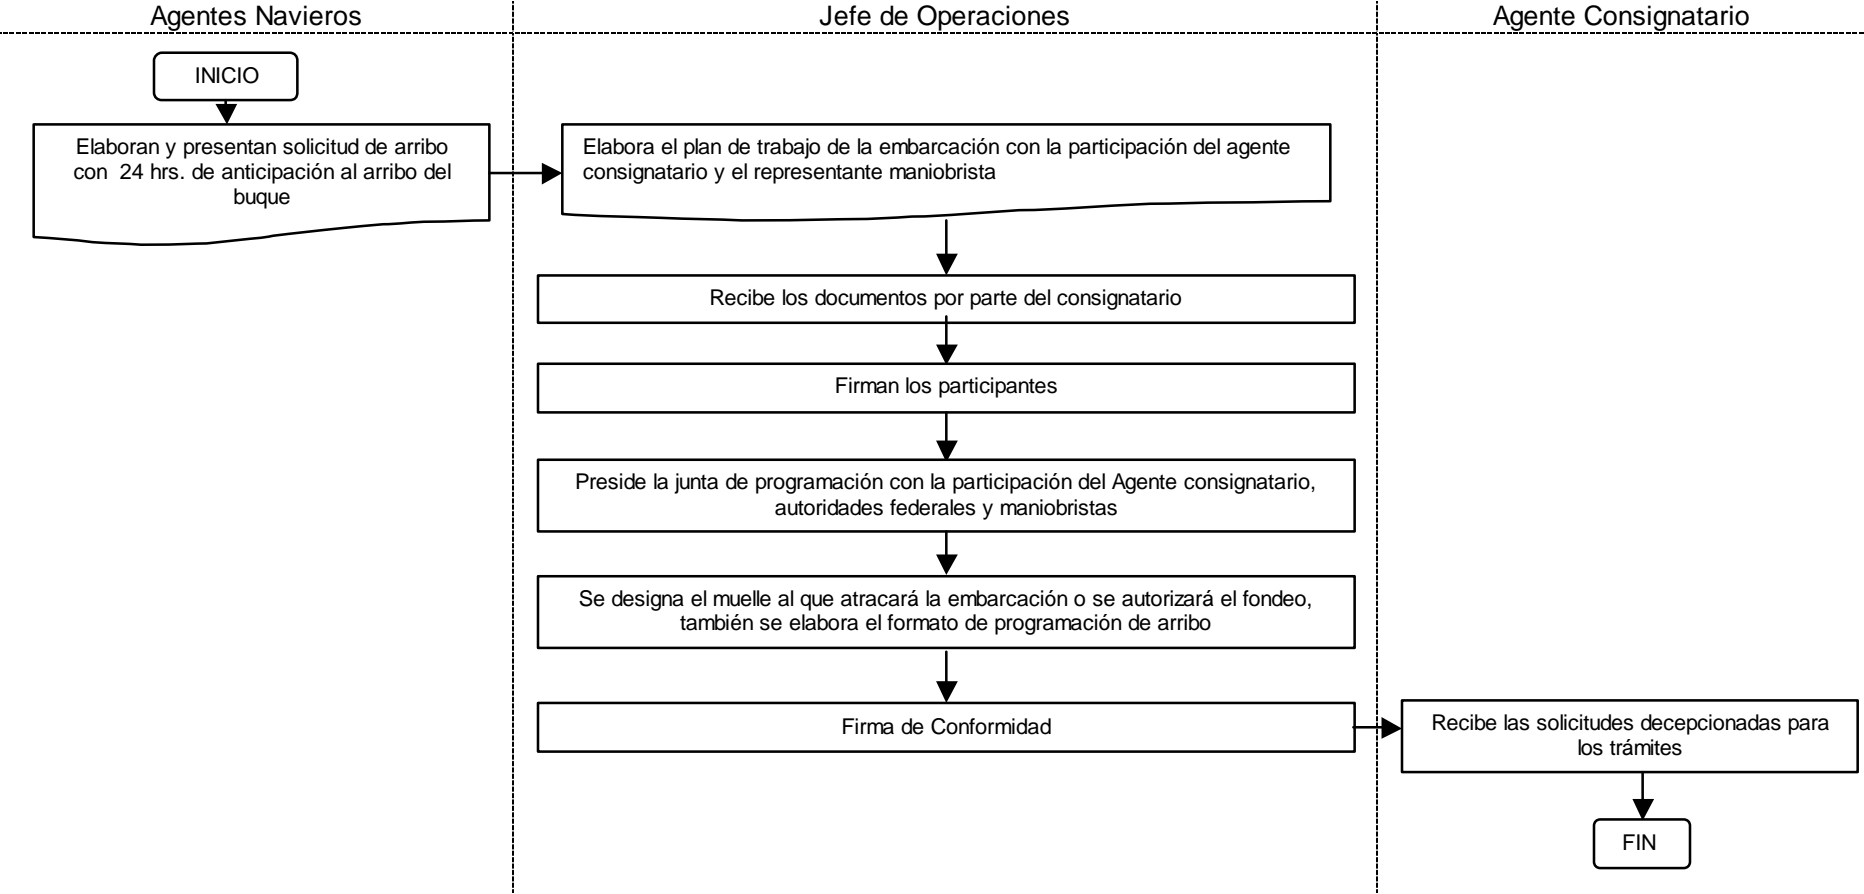 Agentes Navieros
Jefe de Operaciones
Agente Consignatario
INICIO
Elaboran y presentan solicitud de arribo
con 24 hrs. de anticipación al arribo del
buque
Elabora el plan de trabajo de la embarcación con la participación del agente
consignatario y el representante maniobrista
Recibe los documentos por parte del consignatario
Firman los participantes
Preside la junta de programación con la participación del Agente consignatario,
autoridades federales y maniobristas
Se designa el muelle al que atracará la embarcación o se autorizará el fondeo,
también se elabora el formato de programación de arribo
Firma de Conformidad
Recibe las solicitudes decepcionadas para
los trámites
FIN